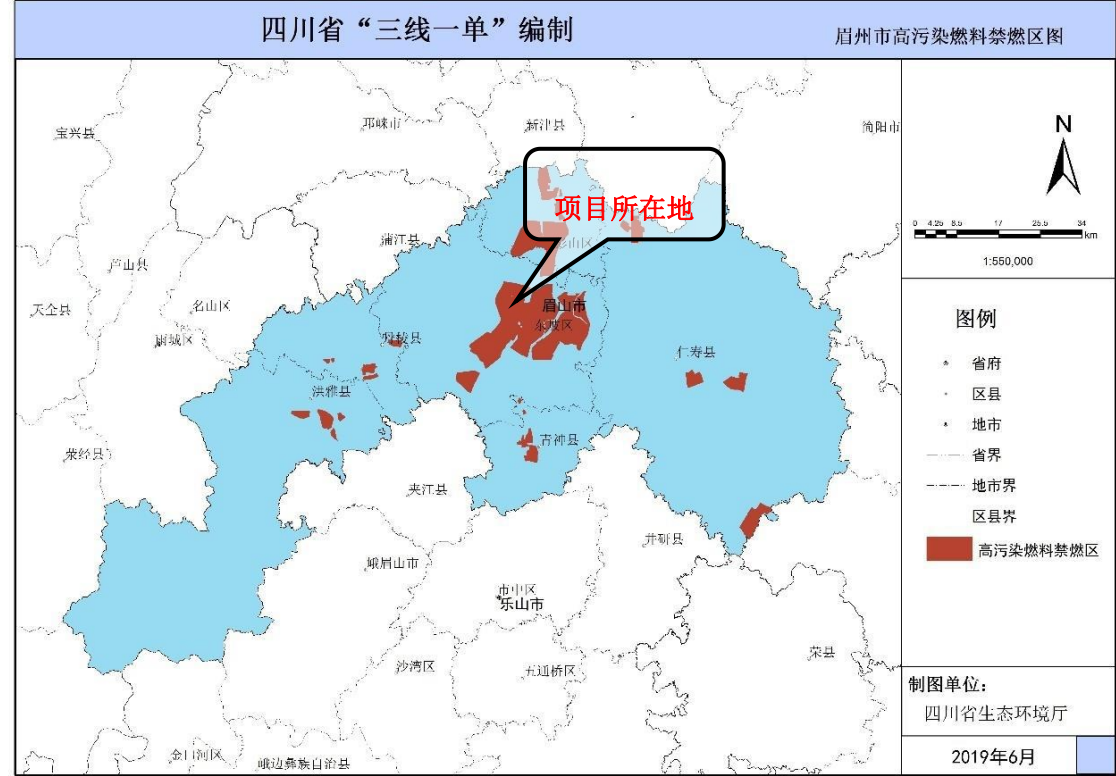 四川省“三线一单”编制
眉州市高污染燃料禁燃区图
宝兴县
邛崃市
新津县
简阳市
N
项目所在地
彭山区
蒲江县
芦山县
天全县
名山区
雨城区
丹棱县
眉山市
东坡区
仁寿县
洪雅县
青神县
荥经县
夹江县
井研县
峨眉山市
市中区
乐山市
沙湾区
五通桥区
荣县
金口河区
峨边彝族自治县
0 4.25 8.5 17 25.5 34
km
1:550,000
图例
省府
区县
地市
省界
地市界
区县界
高污染燃料禁燃区
制图单位：
四川省生态环境厅
2019年6月